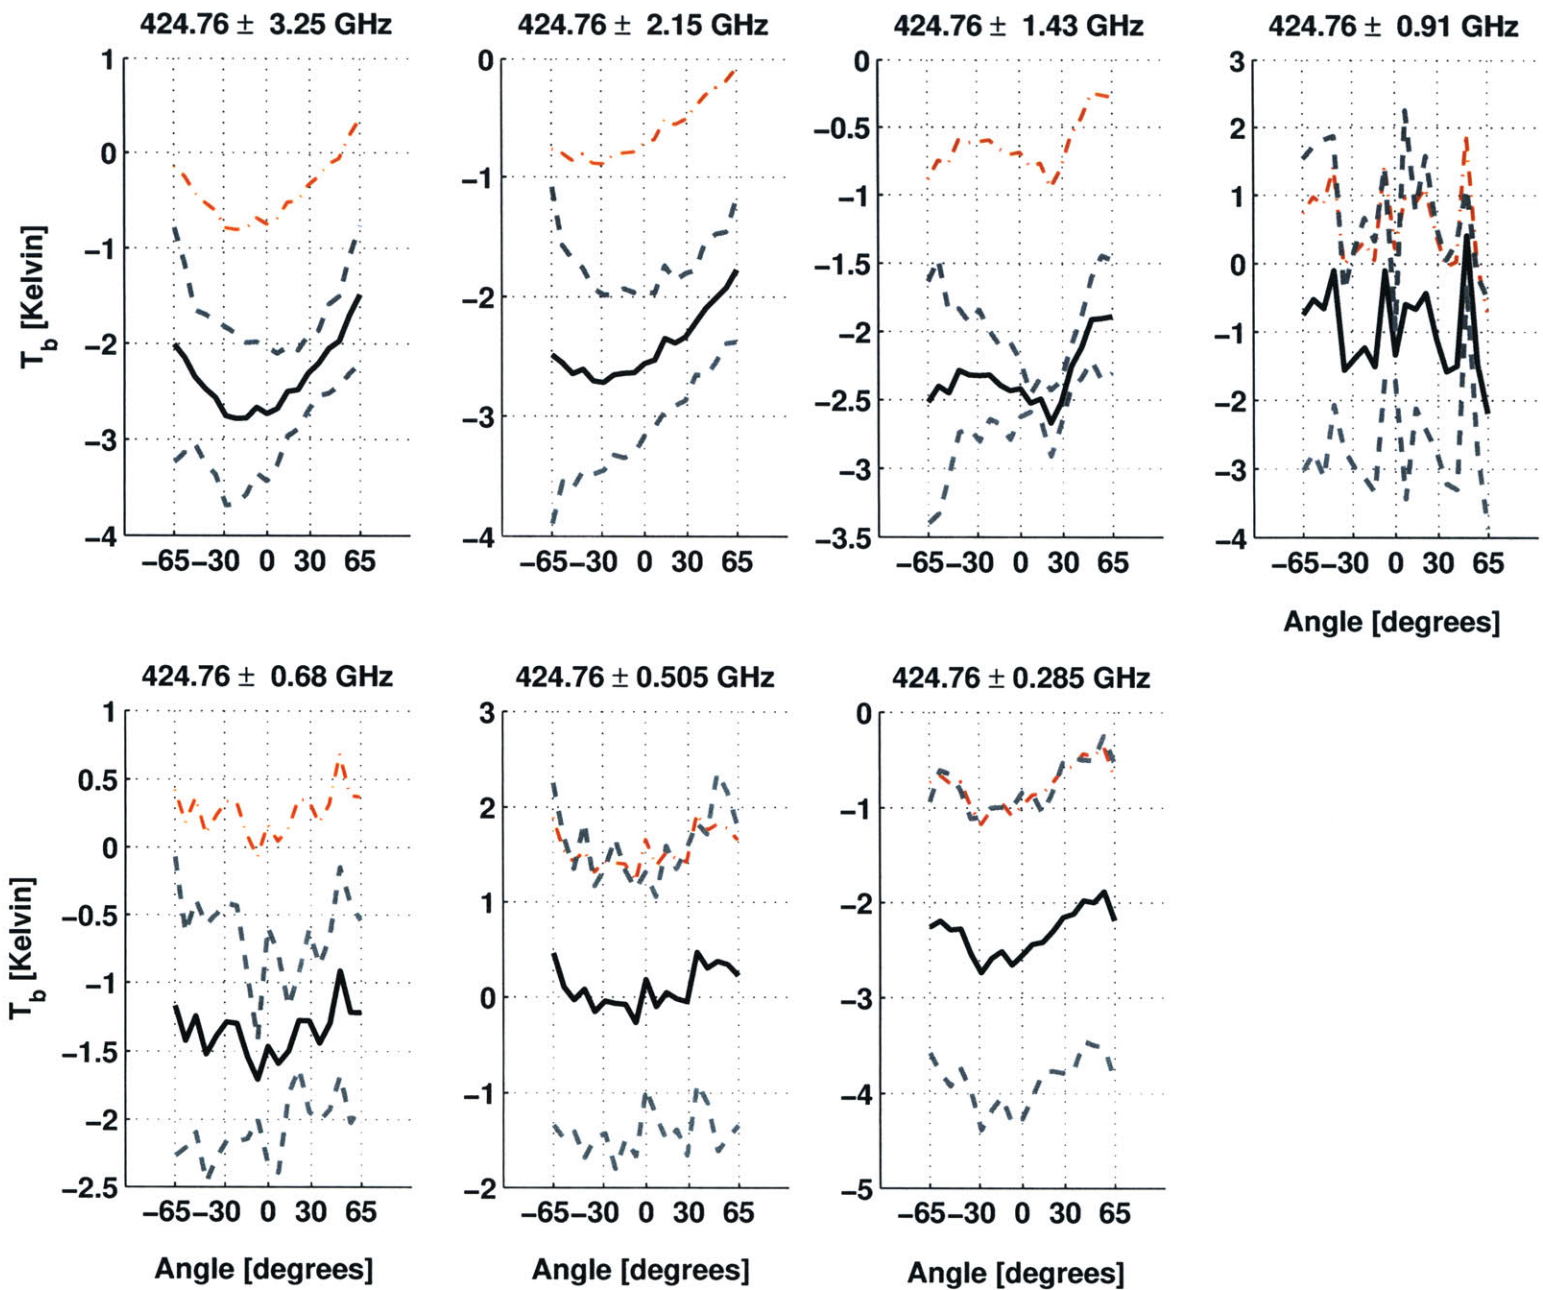 424.76 ± 3.25 GHz
424.76 ± 2.15 GHz
424.76 ± 1.43 GHz
424.76 ± 0.91 GHz
T_b [Kelvin]
1
0
−1
−2
−3
−4
−65 −30 0 30 65
0
−1
−2
−3
−4
−65 −30 0 30 65
0
−0.5
−1
−1.5
−2
−2.5
−3
−3.5
−65 −30 0 30 65
3
2
1
0
−1
−2
−3
−4
−65 −30 0 30 65
Angle [degrees]
424.76 ± 0.68 GHz
424.76 ± 0.505 GHz
424.76 ± 0.285 GHz
T_b [Kelvin]
1
0.5
0
−0.5
−1
−1.5
−2
−2.5
−65 −30 0 30 65
Angle [degrees]
3
2
1
0
−1
−2
−65 −30 0 30 65
Angle [degrees]
0
−1
−2
−3
−4
−5
−65 −30 0 30 65
Angle [degrees]